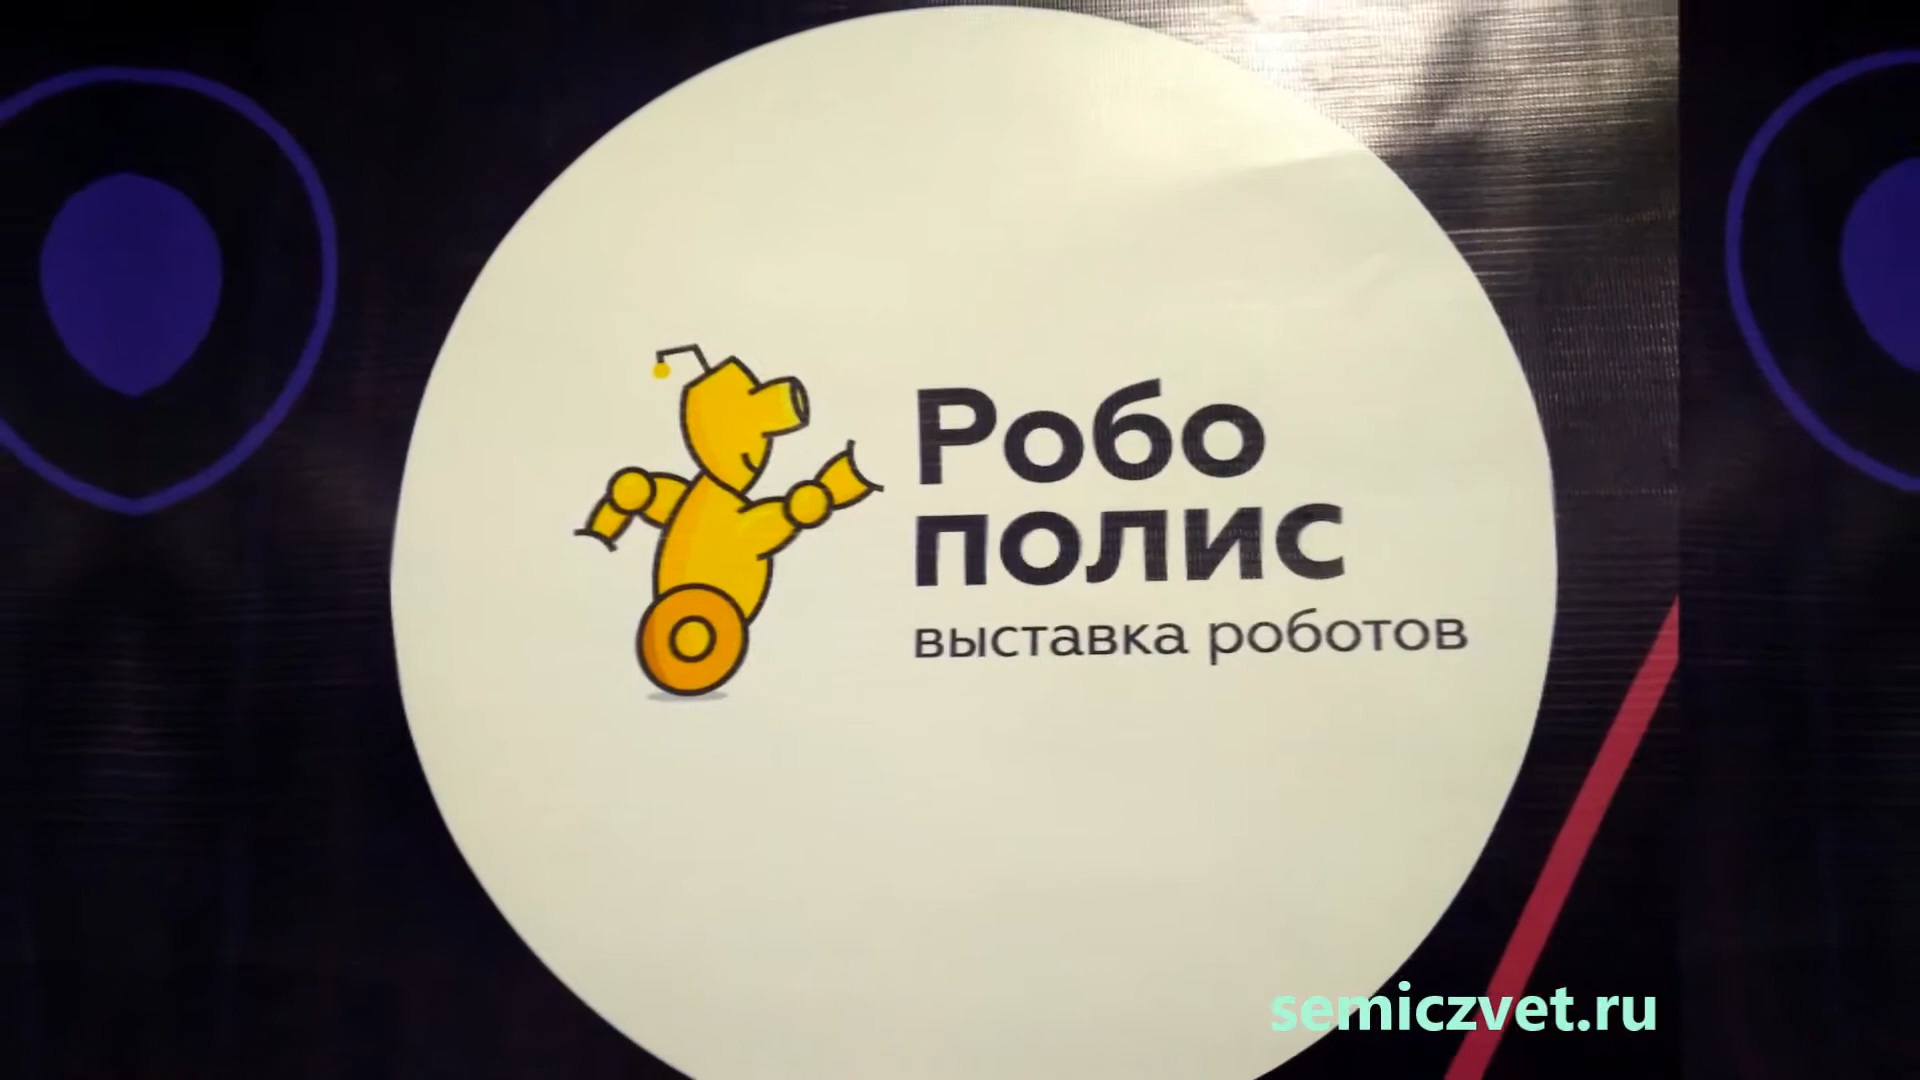 Робо
полис
выставка роботов
semiczvet.ru